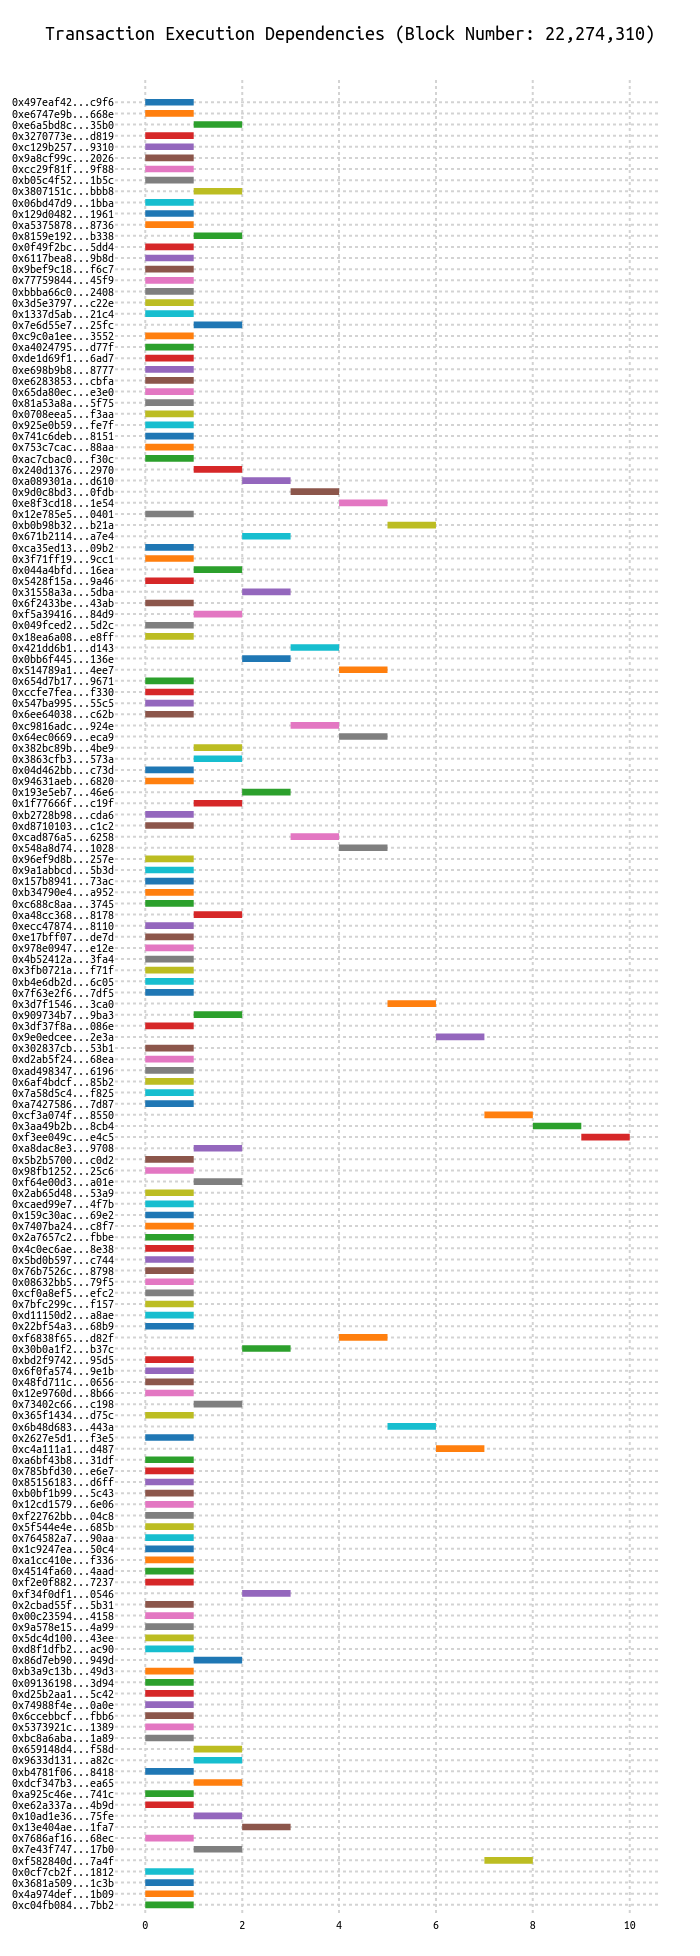 Transaction Execution Dependencies (Block Number: 22,274,310)
0x497eaf42...c9f6
0xe6747e9b...668e
0xe6a5bd8c...35b0
0x3270773e...d819
0xc129b257...9310
0x9a8cf99c...2026
0xcc29f81f...9f88
0xb05c4f52...1b5c
0x3807151c...bbb8
0x06bd47d9...1bba
0x129d0482...1961
0xa5375878...8736
0x8159e192...b338
0x0f49f2bc...5dd4
0x6117bea8...9b8d
0x9bef9c18...f6c7
0x77759844...45f9
0xbbba66c0...2408
0x3d5e3797...c22e
0x1337d5ab...21c4
0x7e6d55e7...25fc
0xc9c0a1ee...3552
0xa4024795...d77f
0xde1d69f1...6ad7
0xe698b9b8...8777
0xe6283853...cbfa
0x65da80ec...e3e0
0x81a53a8a...5f75
0x0708eea5...f3aa
0x925e0b59...fe7f
0x741c6deb...8151
0x753c7cac...88aa
0xac7cbac0...f30c
0x240d1376...2970
0xa089301a...d610
0x9d0c8bd3...0fdb
0xe8f3cd18...1e54
0x12e785e5...0401
0xb0b98b32...b21a
0x671b2114...a7e4
0xca35ed13...09b2
0x3f71ff19...9cc1
0x044a4bfd...16ea
0x5428f15a...9a46
0x31558a3a...5dba
0x6f2433be...43ab
0xf5a39416...84d9
0x049fced2...5d2c
0x18ea6a08...e8ff
0x421dd6b1...d143
0x0bb6f445...136e
0x514789a1...4ee7
0x654d7b17...9671
0xccfe7fea...f330
0x547ba995...55c5
0x6ee64038...c62b
0xc9816adc...924e
0x64ec0669...eca9
0x382bc89b...4be9
0x3863cfb3...573a
0x04d462bb...c73d
0x94631aeb...6820
0x193e5eb7...46e6
0x1f77666f...c19f
0xb2728b98...cda6
0xd8710103...c1c2
0xcad876a5...6258
0x548a8d74...1028
0x96ef9d8b...257e
0x9a1abbcd...5b3d
0x157b8941...73ac
0xb34790e4...a952
0xc688c8aa...3745
0xa48cc368...8178
0xecc47874...8110
0xe17bff07...de7d
0x978e0947...e12e
0x4b52412a...3fa4
0x3fb0721a...f71f
0xb4e6db2d...6c05
0x7f63e2f6...7df5
0x3d7f1546...3ca0
0x909734b7...9ba3
0x3df37f8a...086e
0x9e0edcee...2e3a
0x302837cb...53b1
0xd2ab5f24...68ea
0xad498347...6196
0x6af4bdcf...85b2
0x7a58d5c4...f825
0xa7427586...7d87
0xcf3a074f...8550
0x3aa49b2b...8cb4
0xf3ee049c...e4c5
0xa8dac8e3...9708
0x5b2b5700...c0d2
0x98fb1252...25c6
0xf64e00d3...a01e
0x2ab65d48...53a9
0xcaed99e7...4f7b
0x159c30ac...69e2
0x7407ba24...c8f7
0x2a7657c2...fbbe
0x4c0ec6ae...8e38
0x5bd0b597...c744
0x76b7526c...8798
0x08632bb5...79f5
0xcf0a8ef5...efc2
0x7bfc299c...f157
0xd11150d2...a8ae
0x22bf54a3...68b9
0xf6838f65...d82f
0x30b0a1f2...b37c
0xbd2f9742...95d5
0x6f0fa574...9e1b
0x48fd711c...0656
0x12e9760d...8b66
0x73402c66...c198
0x365f1434...d75c
0x6b48d683...443a
0x2627e5d1...f3e5
0xc4a111a1...d487
0xa6bf43b8...31df
0x785bfd30...e6e7
0x85156183...d6ff
0xb0bf1b99...5c43
0x12cd1579...6e06
0xf22762bb...04c8
0x5f544e4e...685b
0x764582a7...90aa
0x1c9247ea...50c4
0xa1cc410e...f336
0x4514fa60...4aad
0xf2e0f882...7237
0xf34f0df1...0546
0x2cbad55f...5b31
0x00c23594...4158
0x9a578e15...4a99
0x5dc4d100...43ee
0xd8f1dfb2...ac90
0x86d7eb90...949d
0xb3a9c13b...49d3
0x09136198...3d94
0xd25b2aa1...5c42
0x74988f4e...0a0e
0x6ccebbcf...fbb6
0x5373921c...1389
0xbc8a6aba...1a89
0x659148d4...f58d
0x9633d131...a82c
0xb4781f06...8418
0xdcf347b3...ea65
0xa925c46e...741c
0xe62a337a...4b9d
0x10ad1e36...75fe
0x13e404ae...1fa7
0x7686af16...68ec
0x7e43f747...17b0
0xf582840d...7a4f
0x0cf7cb2f...1812
0x3681a509...1c3b
0x4a974def...1b09
0xc04fb084...7bb2
0 2 4 6 8 10